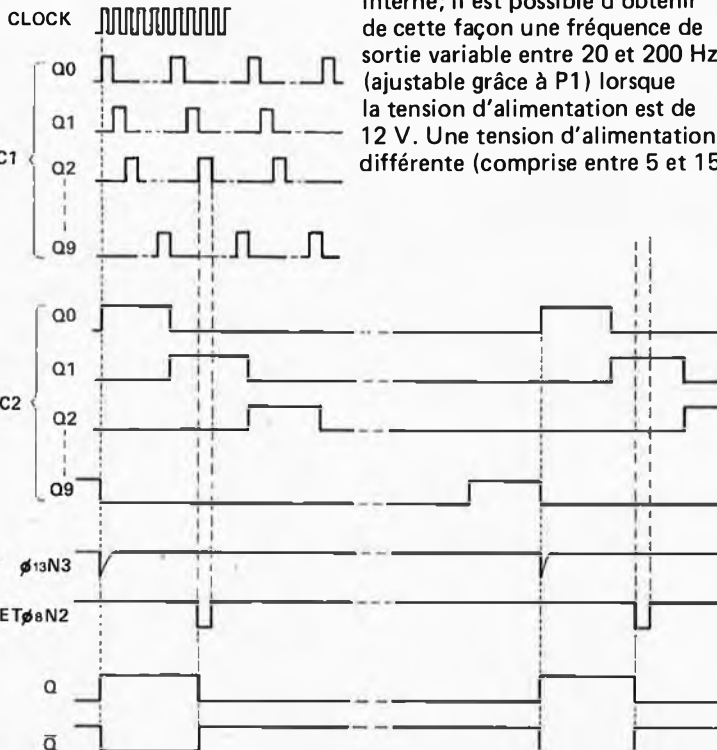 interne, il est possible d'obtenir
de cette façon une fréquence de
sortie variable entre 20 et 200 Hz
(ajustable grâce à P1) lorsque
la tension d'alimentation est de
12 V. Une tension d'alimentation
différente (comprise entre 5 et 15
CLOCK
C1
Q0
Q1
Q2
Q9
C2
Q0
Q1
Q2
Q9
ø13N3
ETø8N2
Q
Q̅